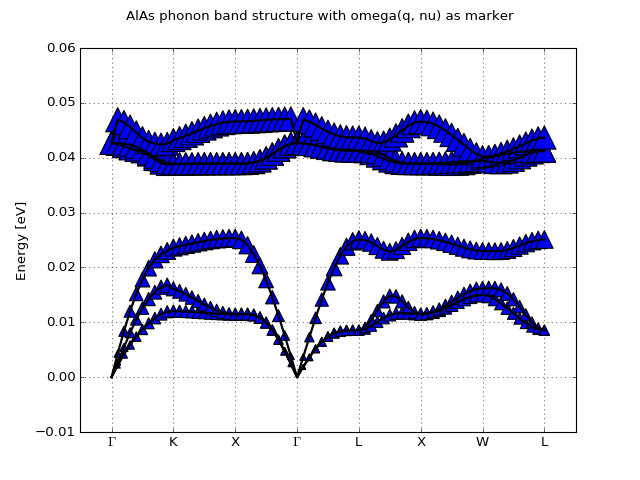 AlAs phonon band structure with omega(q, nu) as marker
0.06
0.05
0.04
0.03
0.02
0.01
0.00
−0.01
Energy [eV]
Γ K X Γ L X W L